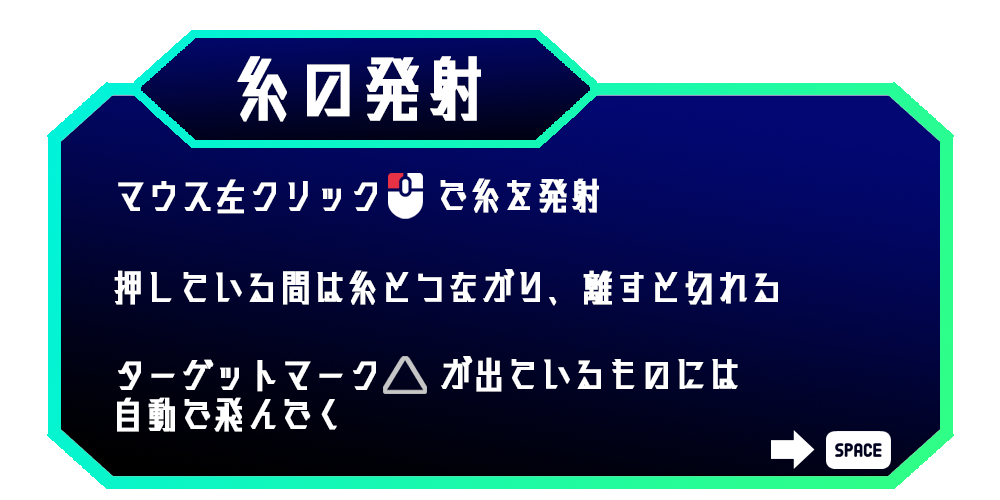 糸の発射
マウス左クリックで糸を発射
押している間は糸とつながり、離すと切れる
ターゲットマーク△が出ているものには
自動で飛んでく
SPACE